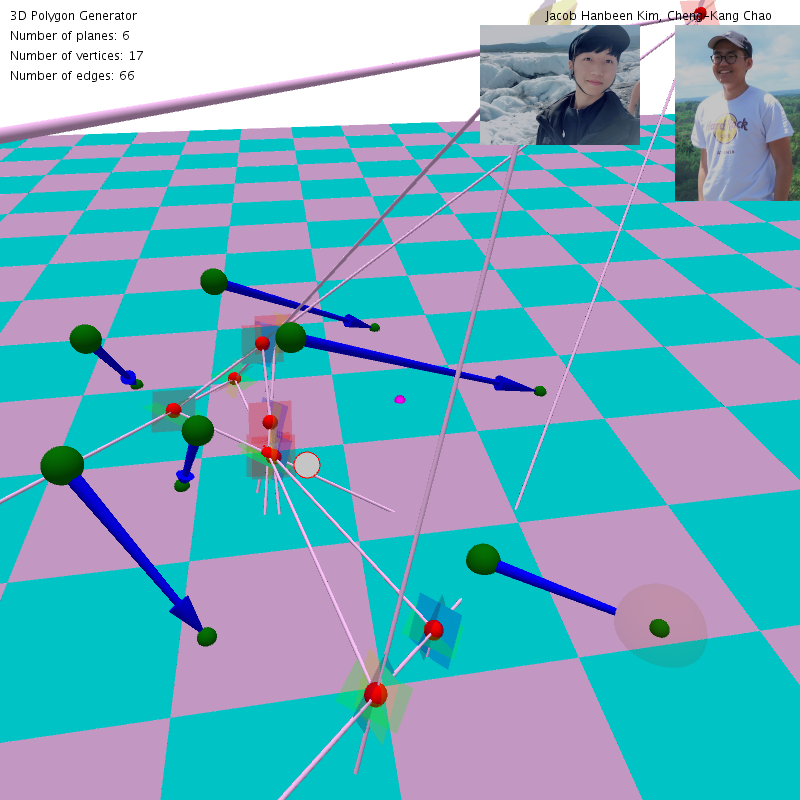 3D Polygon Generator
Jacob Hanbeen Kim, Cheng-Kang Chao
Number of planes: 6
Number of vertices: 17
Number of edges: 66